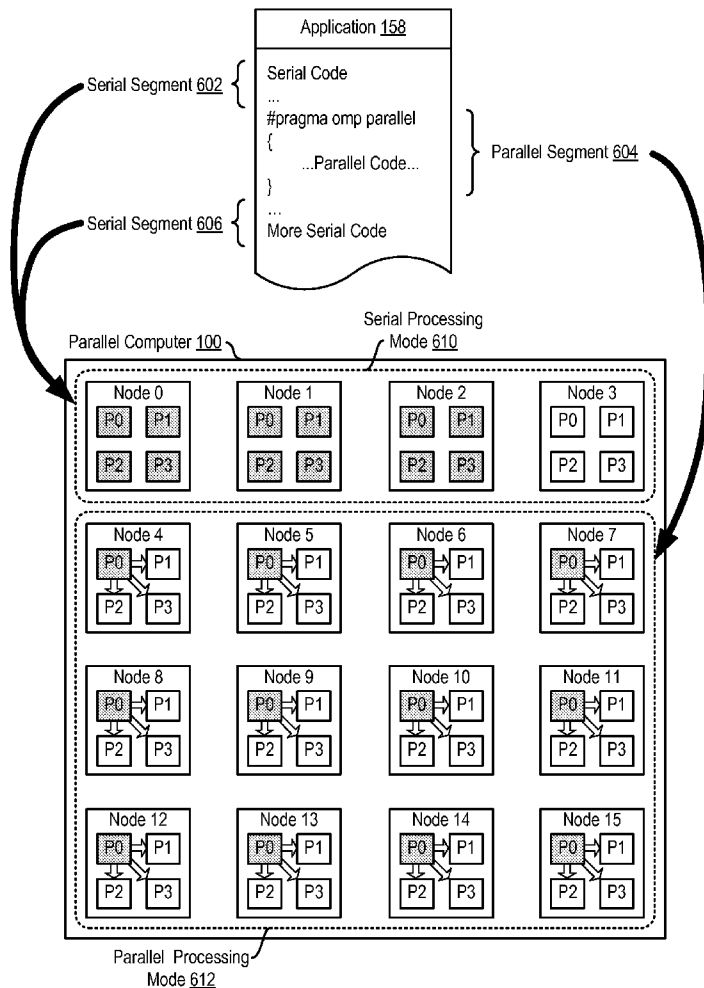 Application 158
Serial Segment 602
Serial Code
...
#pragma omp parallel
{
...Parallel Code...
}
Parallel Segment 604
Serial Segment 606
...
More Serial Code
Serial Processing
Mode 610
Parallel Computer 100
Node 0 Node 1 Node 2 Node 3
P0 P1 P0 P1 P0 P1 P0 P1
P2 P3 P2 P3 P2 P3 P2 P3
Node 4 Node 5 Node 6 Node 7
P0 P1 P0 P1 P0 P1 P0 P1
P2 P3 P2 P3 P2 P3 P2 P3
Node 8 Node 9 Node 10 Node 11
P0 P1 P0 P1 P0 P1 P0 P1
P2 P3 P2 P3 P2 P3 P2 P3
Node 12 Node 13 Node 14 Node 15
P0 P1 P0 P1 P0 P1 P0 P1
P2 P3 P2 P3 P2 P3 P2 P3
Parallel Processing
Mode 612